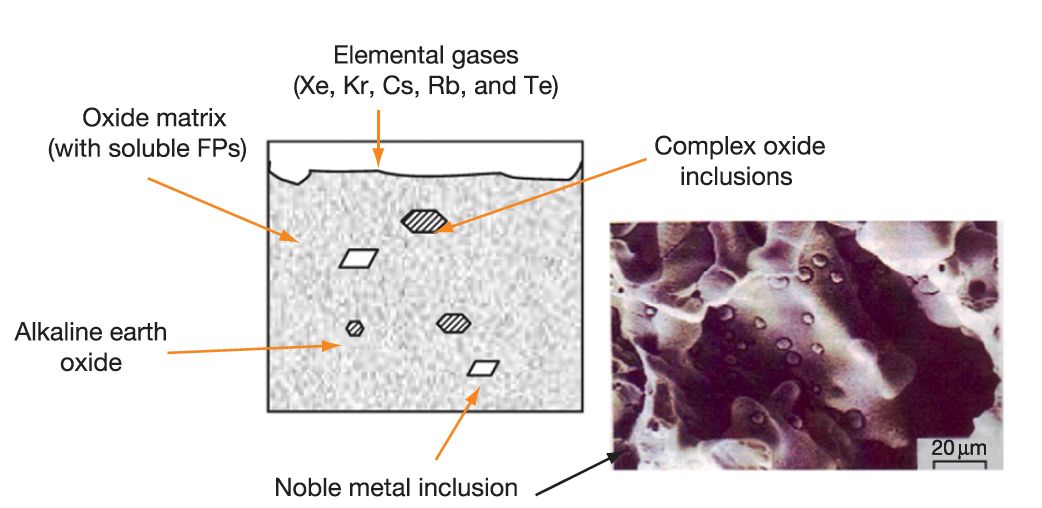 Elemental gases
(Xe, Kr, Cs, Rb, and Te)
Oxide matrix
(with soluble FPs)
Complex oxide
inclusions
Alkaline earth
oxide
Noble metal inclusion
20 μm